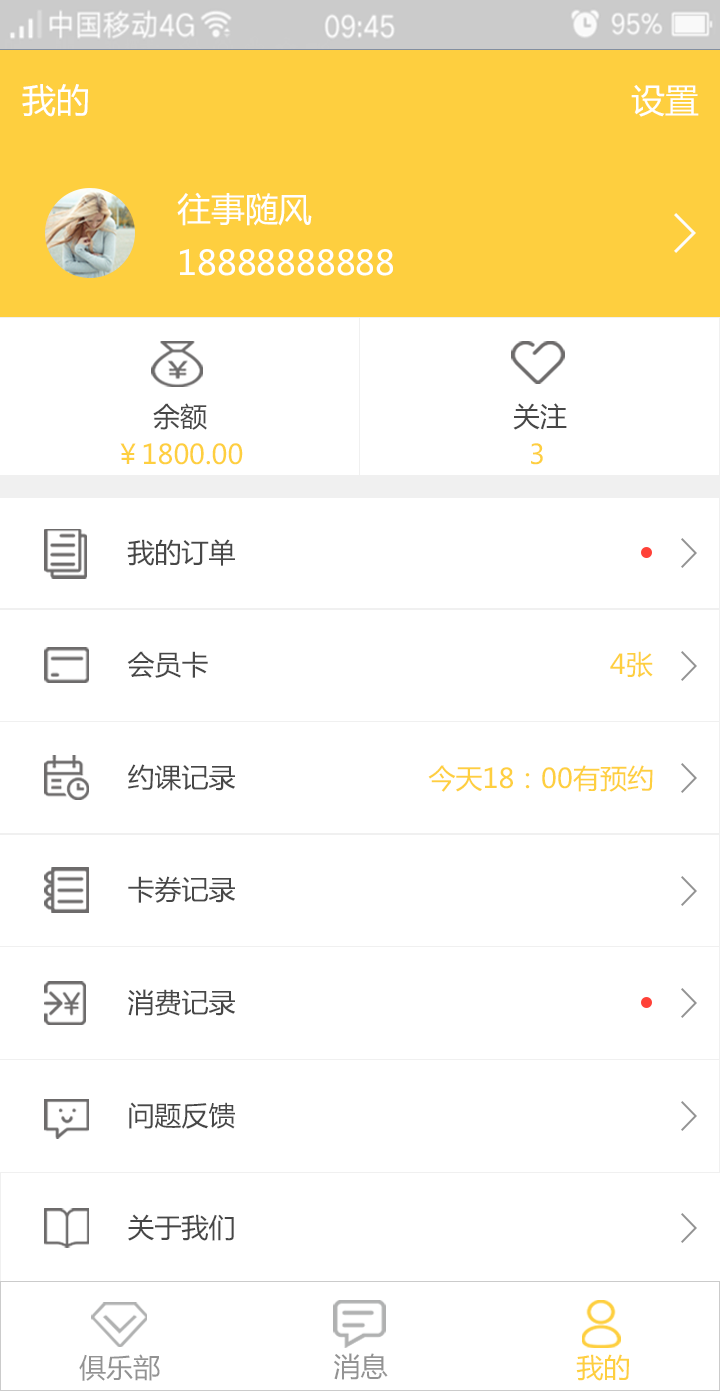 中国移动4G 09:45 95%
我的 设置
往事随风
18888888888
余额 关注
¥1800.00 3
我的订单
会员卡 4张
约课记录 今天18：00有预约
卡券记录
消费记录
问题反馈
关于我们
俱乐部 消息 我的